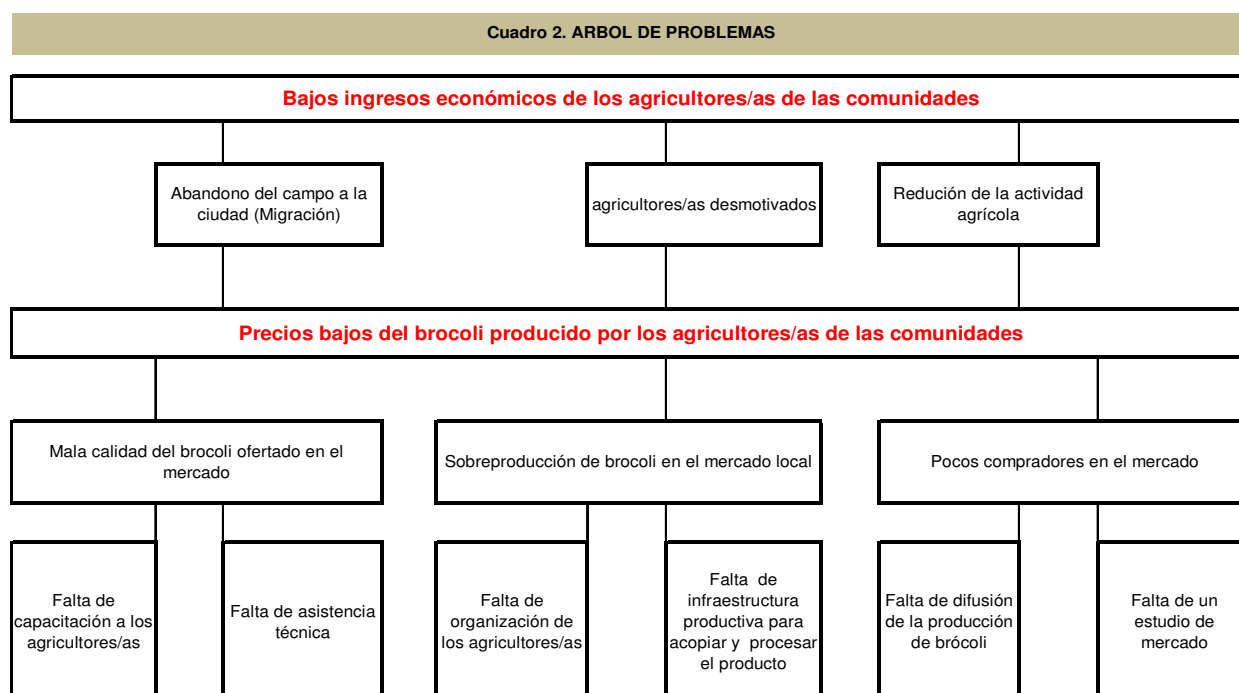 Cuadro 2. ARBOL DE PROBLEMAS
Bajos ingresos económicos de los agricultores/as de las comunidades
Abandono del campo a la
ciudad (Migración)
agricultores/as desmotivados
Redución de la actividad
agrícola
Precios bajos del brocoli producido por los agricultores/as de las comunidades
Mala calidad del brocoli ofertado en el
mercado
Sobreproducción de brocoli en el mercado local
Pocos compradores en el mercado
Falta de
capacitación a los
agricultores/as
Falta de asistencia
técnica
Falta de
organización de
los agricultores/as
Falta de
infraestructura
productiva para
acopiar y procesar
el producto
Falta de difusión
de la producción
de brócoli
Falta de un
estudio de
mercado